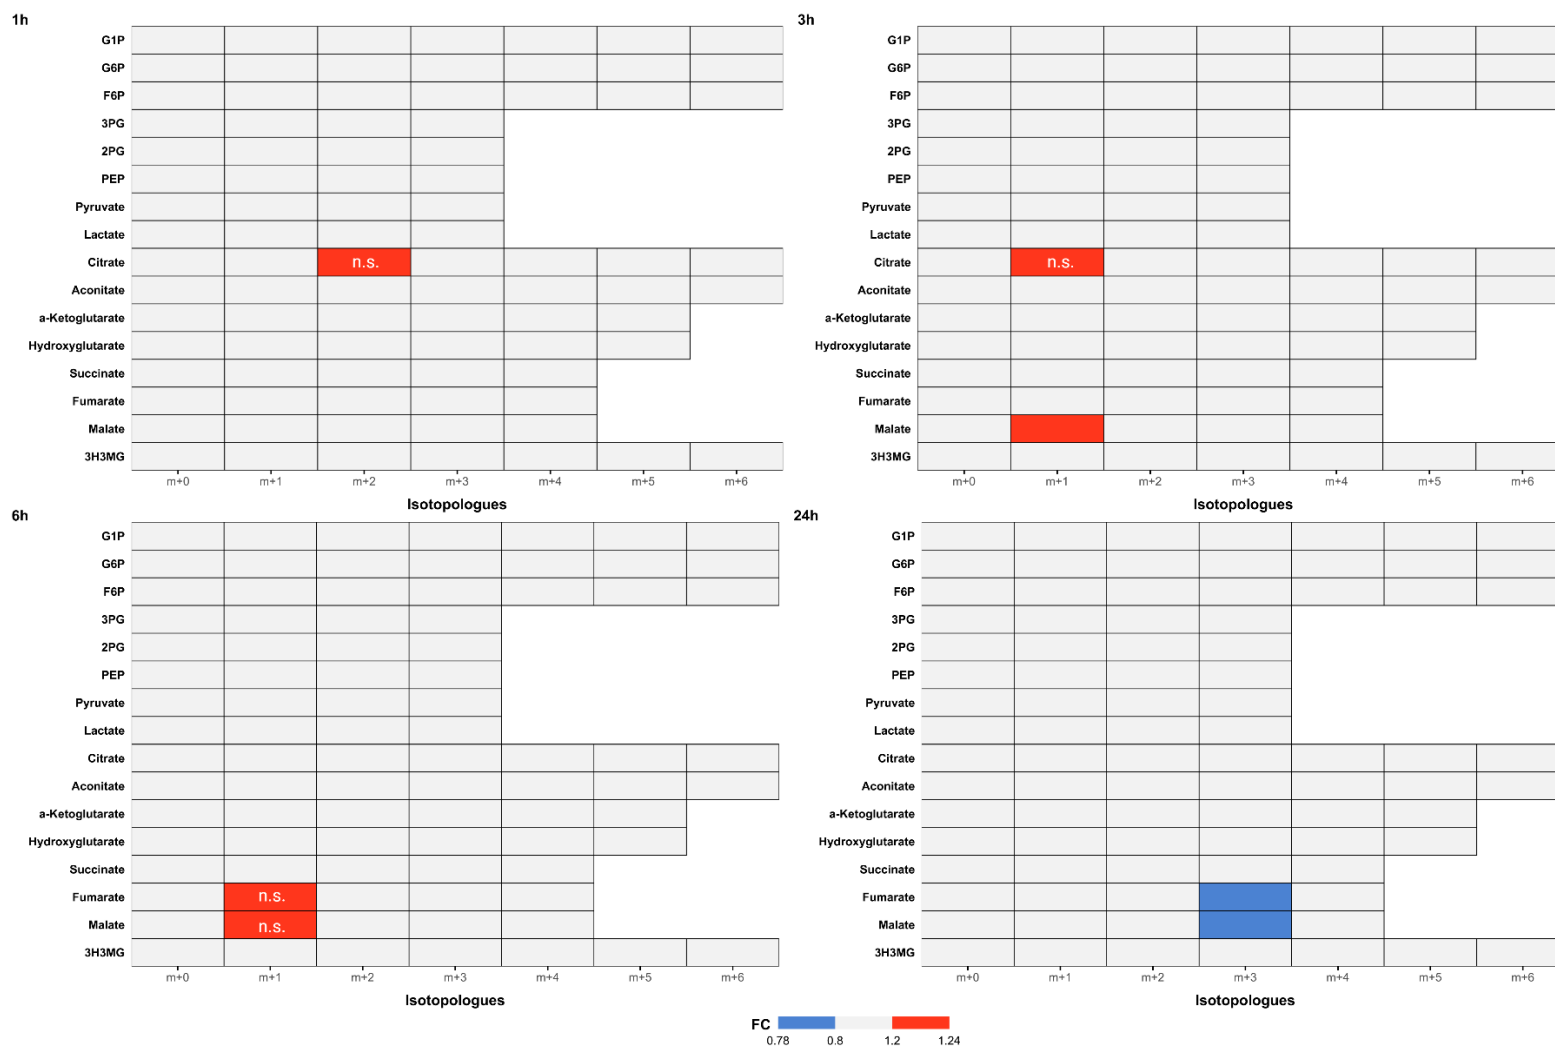 1h
G1P
G6P
F6P
3PG
2PG
PEP
Pyruvate
Lactate
Citrate n.s.
Aconitate
a-Ketoglutarate
Hydroxyglutarate
Succinate
Fumarate
Malate
3H3MG
m+0 m+1 m+2 m+3 m+4 m+5 m+6
Isotopologues
3h
G1P
G6P
F6P
3PG
2PG
PEP
Pyruvate
Lactate
Citrate n.s.
Aconitate
a-Ketoglutarate
Hydroxyglutarate
Succinate
Fumarate
Malate
3H3MG
m+0 m+1 m+2 m+3 m+4 m+5 m+6
Isotopologues
6h
G1P
G6P
F6P
3PG
2PG
PEP
Pyruvate
Lactate
Citrate
Aconitate
a-Ketoglutarate
Hydroxyglutarate
Succinate
Fumarate n.s.
Malate n.s.
3H3MG
m+0 m+1 m+2 m+3 m+4 m+5 m+6
Isotopologues
24h
G1P
G6P
F6P
3PG
2PG
PEP
Pyruvate
Lactate
Citrate
Aconitate
a-Ketoglutarate
Hydroxyglutarate
Succinate
Fumarate
Malate
3H3MG
m+0 m+1 m+2 m+3 m+4 m+5 m+6
Isotopologues
FC
0.78 0.8 1.2 1.24